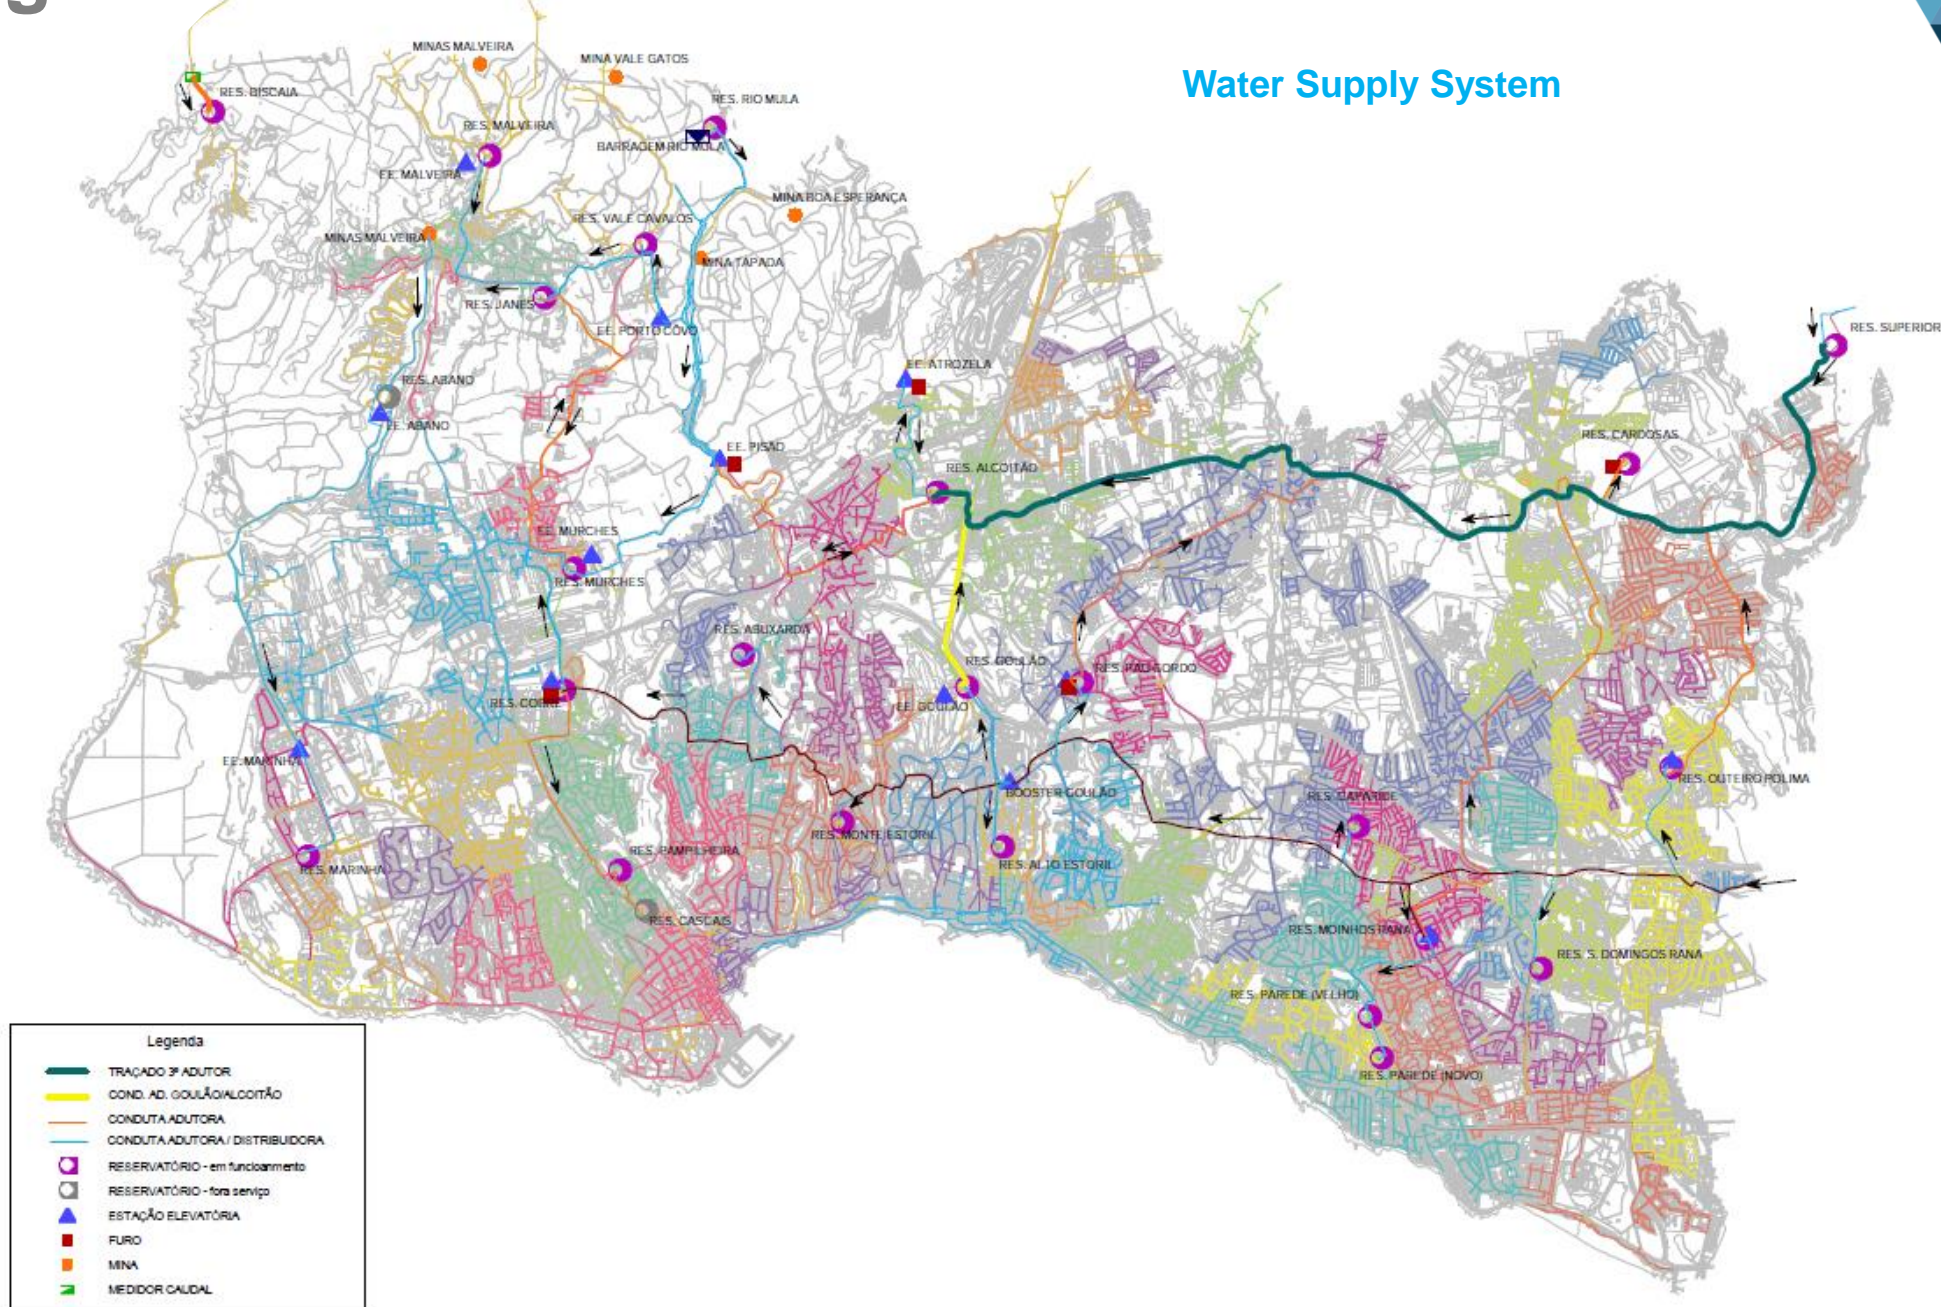 g
Water Supply System
MINAS MALVEIRA
MINA VALE GATOS
RES. BISCAIA
RES. RIO MULA
RES. MALVEIRA
BARRAGEM RIO MULA
EE. MALVEIRA
MINA BOA ESPERANÇA
RES. VALE CAVALOS
MINAS MALVEIRA
MINA TAPADA
RES. JANES
EE. PORTO COVO
RES. SUPERIOR
EE. ATROZELA
RES. ABANO
EE. ABANO
RES. CARDOSAS
EE. PISAO
RES. ALCOITÃO
EE. MURCHES
RES. MURCHES
RES. ABUXARDA
RES. GOULÃO
RES. PAU GORDO
RES. CORRE
EE. GOULÃO
EE. MARINHA
RES. OUTEIRO POLIMA
BOOSTER GOULÃO
RES. CAPARIDE
RES. MONTE ESTORIL
RES. PAMPILHEIRA
RES. ALTO ESTORIL
RES. MARINHA
RES. CASCAIS
RES. MOINHOS RANA
RES. S. DOMINGOS RANA
RES. PAREDE (VELHO)
RES. PAREDE (NOVO)
Legenda
TRAÇADO 3º ADUTOR
COND. AD. GOULÃO/ALCOITÃO
CONDUTA ADUTORA
CONDUTA ADUTORA / DISTRIBUIDORA
RESERVATÓRIO - em funcioanmento
RESERVATÓRIO - fora serviço
ESTAÇÃO ELEVATÓRIA
FURO
MINA
MEDIDOR CAUDAL